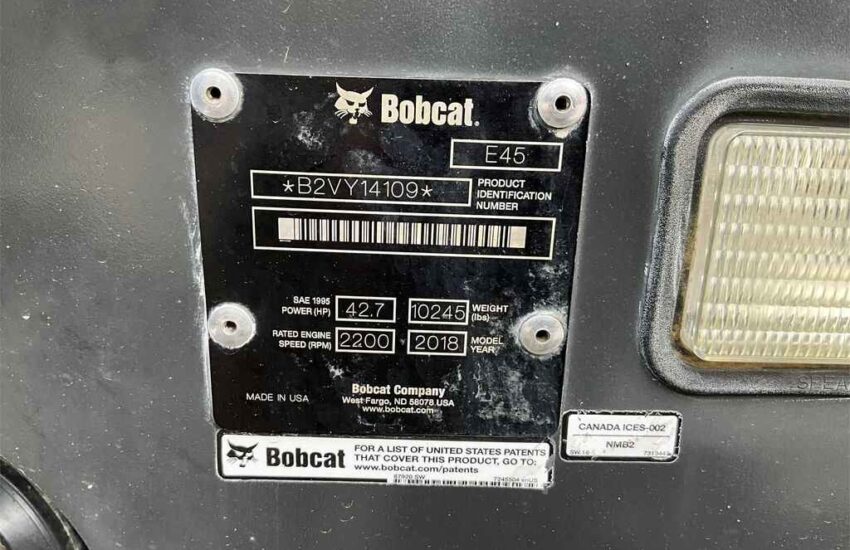 Bobcat.
E45
*B2VY14109*
PRODUCT
IDENTIFICATION
NUMBER
SAE 1995
POWER (HP)
42.7
10245
WEIGHT
(lbs)
RATED ENGINE
SPEED (RPM)
2200
2018
MODEL
YEAR
MADE IN USA
Bobcat Company
West Fargo, ND 58078 USA
www.bobcat.com
Bobcat
FOR A LIST OF UNITED STATES PATENTS
THAT COVER THIS PRODUCT, GO TO:
www.bobcat.com/patents
7245504 enUS
CANADA ICES-002
NMB2